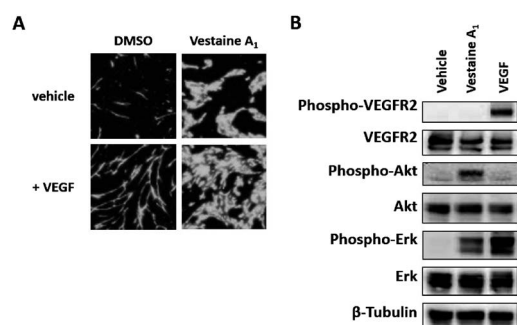 A
DMSO
Vestaine A₁
vehicle
+ VEGF
B
Vehicle
Vestaine A₁
VEGF
Phospho-VEGFR2
VEGFR2
Phospho-Akt
Akt
Phospho-Erk
Erk
β-Tubulin